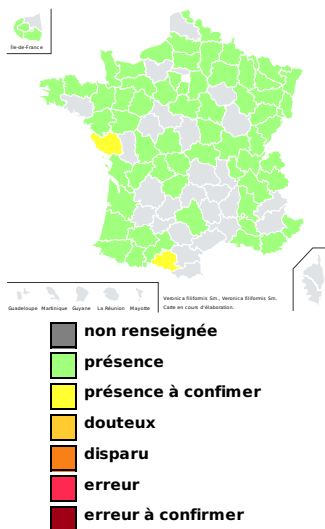 Île-de-France
Guadeloupe Martinique Guyane La Réunion Mayotte
Veronica filiformis Sm., Veronica filiformis Sm.
Carte en cours d'élaboration.
non renseignée
présence
présence à confimer
douteux
disparu
erreur
erreur à confirmer